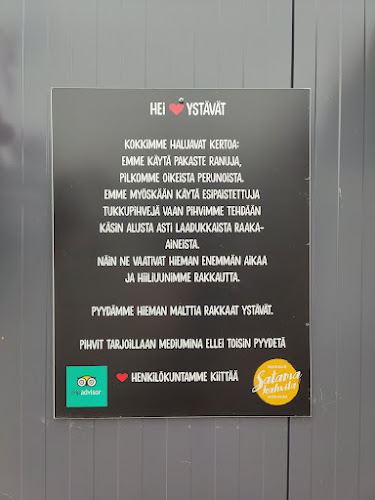 HEI ❤ YSTÄVÄT
KOKKIMME HALUAVAT KERTOA:
EMME KÄYTÄ PAKASTE RANUJA,
PILKOMME OIKEISTA PERUNOISTA.
EMME MYÖSKÄÄN KÄYTÄ ESIPAISTETTUJA
TUKKUPIHVEJÄ VAAN PIHVIMME TEHDÄÄN
KÄSIN ALUSTA ASTI LAADUKKAISTA RAAKA-
AINEISTA.
NÄIN NE VAATIVAT HIEMAN ENEMMÄN AIKAA
JA HIILIUUNIMME RAKKAUTTA.
PYYDÄMME HIEMAN MALTTIA RAKKAAT YSTÄVÄT.
PIHVIT TARJOILLAAN MEDIUMINA ELLEI TOISIN PYYDETÄ
❤ HENKILÖKUNTAMME KIITTÄÄ
advisor
Satama